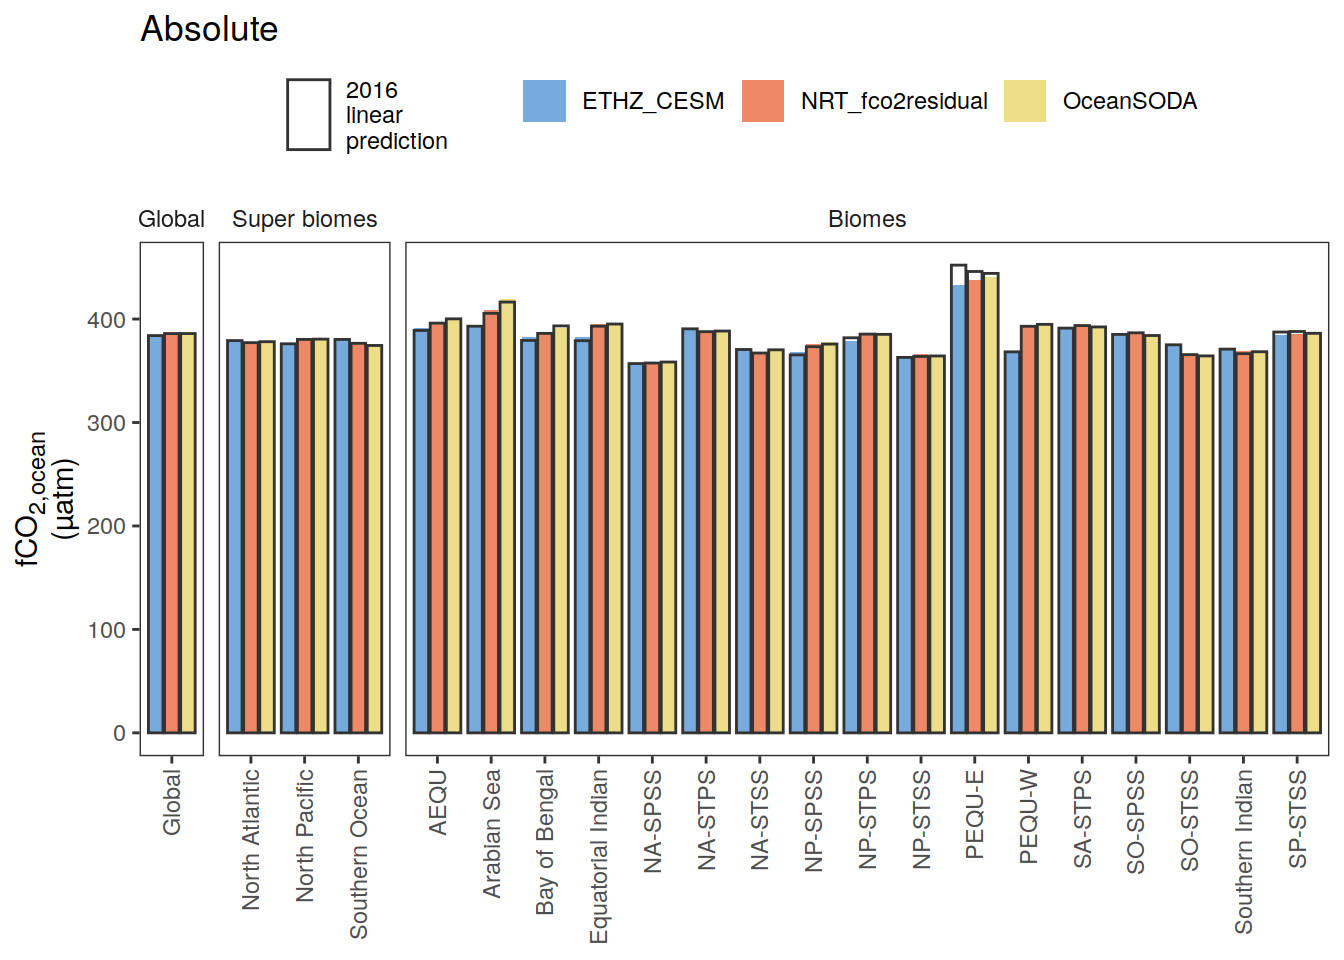 Absolute
2016
linear
prediction
ETHZ_CESM
NRT_fco2residual
OceanSODA
Global
Super biomes
Biomes
fCO2,ocean
(µatm)
400
300
200
100
0
Global
North Atlantic
North Pacific
Southern Ocean
AEQU
Arabian Sea
Bay of Bengal
Equatorial Indian
NA-SPSS
NA-STPS
NA-STSS
NP-SPSS
NP-STPS
NP-STSS
PEQU-E
PEQU-W
SA-STPS
SO-SPSS
SO-STSS
Southern Indian
SP-STSS